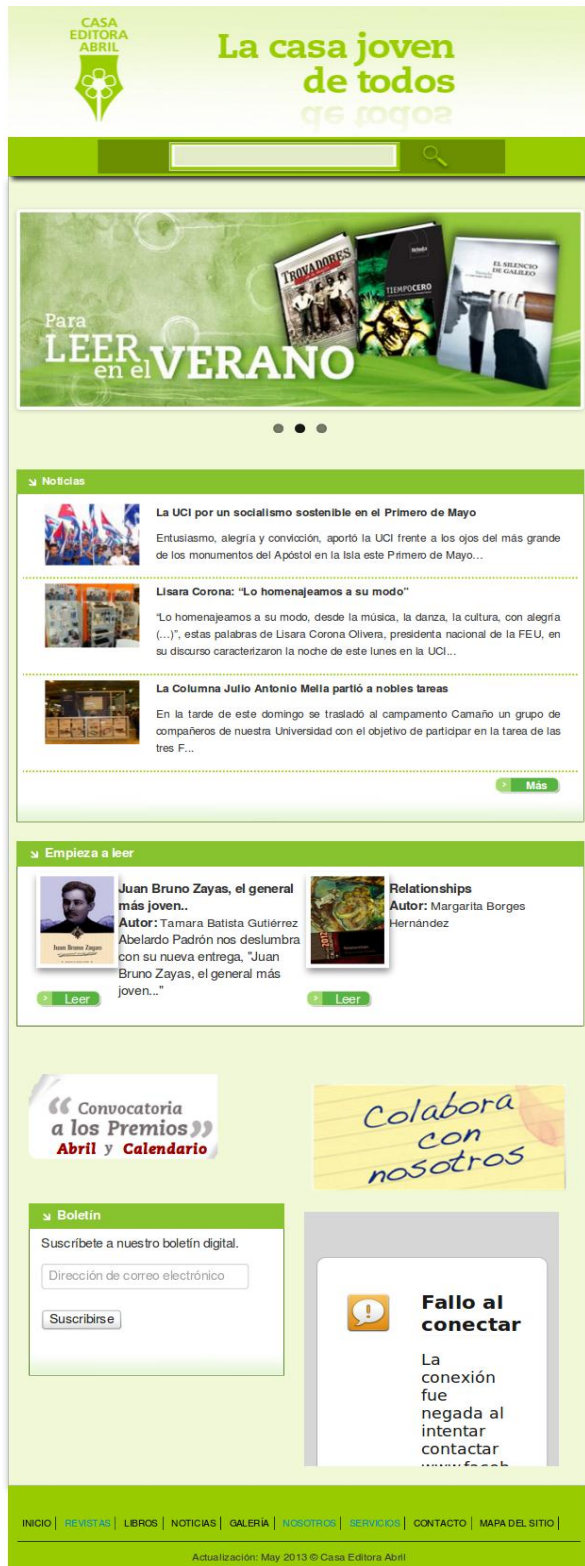 CASA
EDITORA
ABRIL
La casa joven
de todos
Para
LEER
en el VERANO
TROVADORES
TIEMPOCERO
EL SILENCIO
DE GALILEO
Noticias
La UCI por un socialismo sostenible en el Primero de Mayo
Entusiasmo, alegría y convicción, aportó la UCI frente a los ojos del más grande
de los monumentos del Apóstol en la Isla este Primero de Mayo...
Lisara Corona: “Lo homenajeamos a su modo”
“Lo homenajeamos a su modo, desde la música, la danza, la cultura, con alegría
(…)”, estas palabras de Lisara Corona Olivera, presidenta nacional de la FEU, en
su discurso caracterizaron la noche de este lunes en la UCI...
La Columna Julio Antonio Mella partió a nobles tareas
En la tarde de este domingo se trasladó al campamento Camaño un grupo de
compañeros de nuestra Universidad con el objetivo de participar en la tarea de las
tres F...
Más
Empieza a leer
Juan Bruno Zayas
Juan Bruno Zayas, el general
más joven..
Autor: Tamara Batista Gutiérrez
Abelardo Padrón nos deslumbra
con su nueva entrega, "Juan
Bruno Zayas, el general más
joven..."
Leer
Relationships
Autor: Margarita Borges
Hernández
Leer
“Convocatoria
a los Premios”
Abril y Calendario
Colabora
con
nosotros
Boletín
Suscríbete a nuestro boletín digital.
Dirección de correo electrónico
Suscribirse
Fallo al
conectar
La
conexión
fue
negada al
intentar
contactar
INICIO | REVISTAS | LIBROS | NOTICIAS | GALERÍA | NOSOTROS | SERVICIOS | CONTACTO | MAPA DEL SITIO |
Actualización: May 2013 © Casa Editora Abril